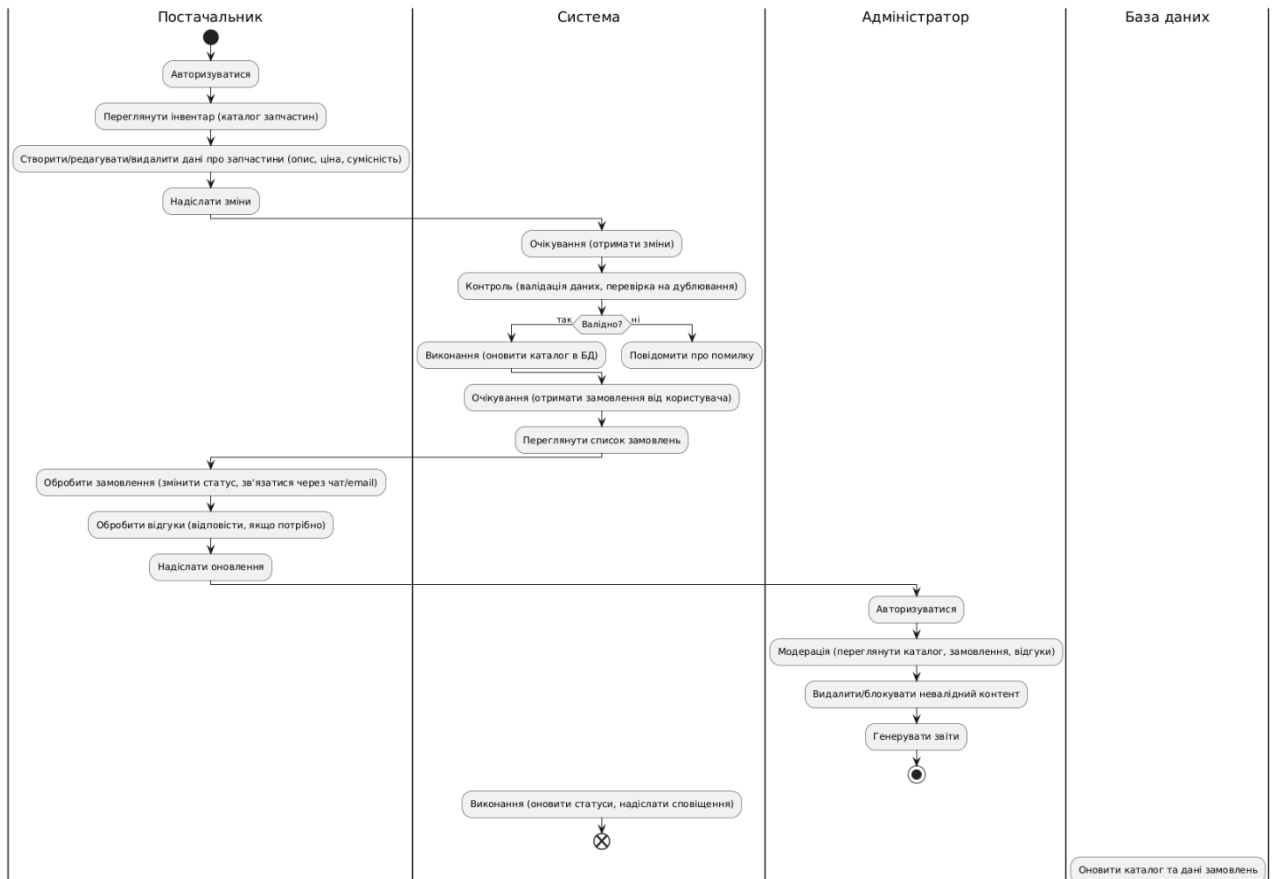 Постачальник
Система
Адміністратор
База даних
Авторизуватися
Переглянути інвентар (каталог запчастин)
Створити/редагувати/видалити дані про запчастини (опис, ціна, сумісність)
Надіслати зміни
Очікування (отримати зміни)
Контроль (валідація даних, перевірка на дублювання)
так
Валідно?
ні
Виконання (оновити каталог в БД)
Повідомити про помилку
Очікування (отримати замовлення від користувача)
Переглянути список замовлень
Обробити замовлення (змінити статус, зв'язатися через чат/email)
Обробити відгуки (відповісти, якщо потрібно)
Надіслати оновлення
Авторизуватися
Модерація (переглянути каталог, замовлення, відгуки)
Видалити/блокувати невалідний контент
Генерувати звіти
Виконання (оновити статуси, надіслати сповіщення)
Оновити каталог та дані замовлень